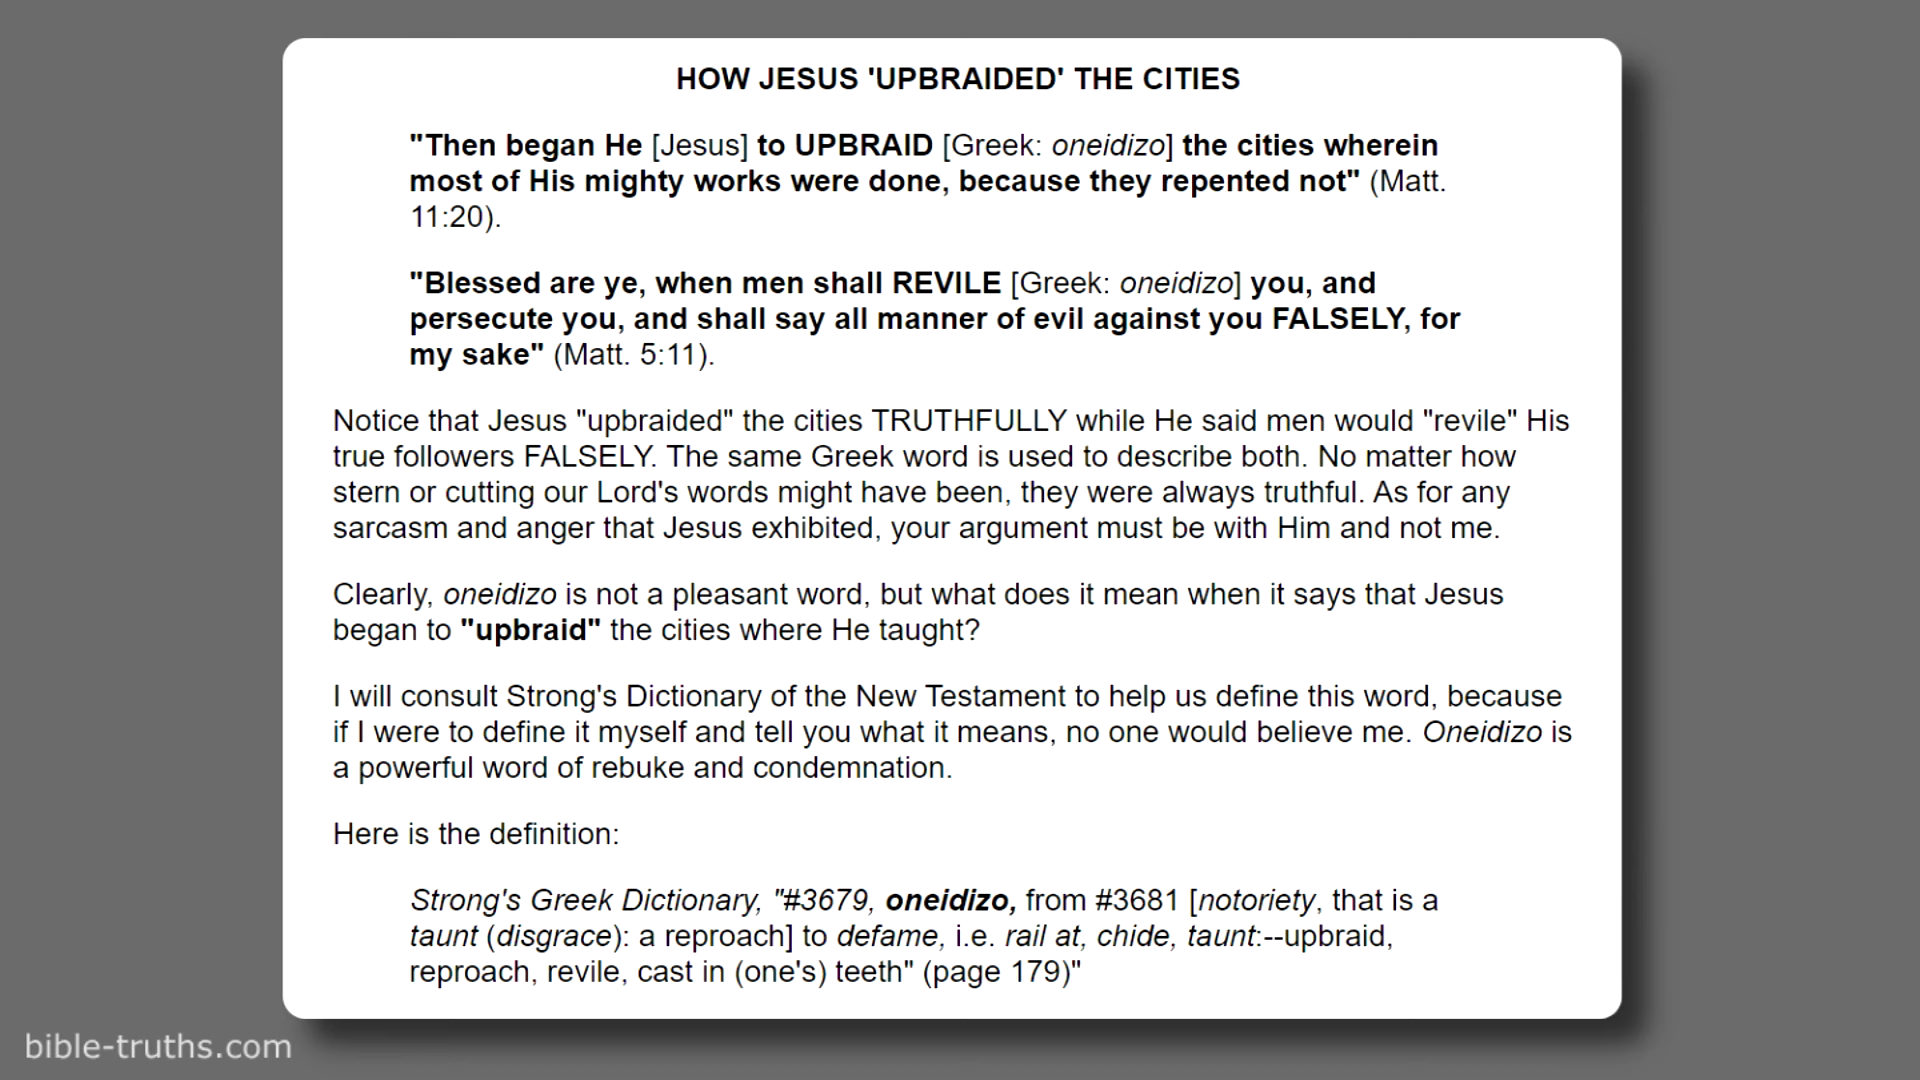 HOW JESUS 'UPBRAIDED' THE CITIES
"Then began He [Jesus] to UPBRAID [Greek: oneidizo] the cities wherein
most of His mighty works were done, because they repented not" (Matt.
11:20).
"Blessed are ye, when men shall REVILE [Greek: oneidizo] you, and
persecute you, and shall say all manner of evil against you FALSELY, for
my sake" (Matt. 5:11).
Notice that Jesus "upbraided" the cities TRUTHFULLY while He said men would "revile" His
true followers FALSELY. The same Greek word is used to describe both. No matter how
stern or cutting our Lord's words might have been, they were always truthful. As for any
sarcasm and anger that Jesus exhibited, your argument must be with Him and not me.
Clearly, oneidizo is not a pleasant word, but what does it mean when it says that Jesus
began to "upbraid" the cities where He taught?
I will consult Strong's Dictionary of the New Testament to help us define this word, because
if I were to define it myself and tell you what it means, no one would believe me. Oneidizo is
a powerful word of rebuke and condemnation.
Here is the definition:
Strong's Greek Dictionary, "#3679, oneidizo, from #3681 [notoriety, that is a
taunt (disgrace): a reproach] to defame, i.e. rail at, chide, taunt:--upbraid,
reproach, revile, cast in (one's) teeth" (page 179)"
bible-truths.com